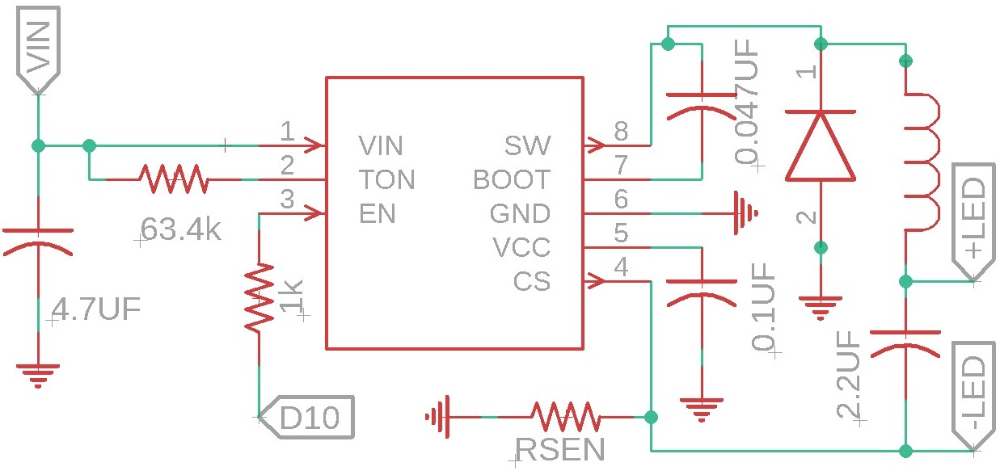 VIN
1
2
3
VIN
TON
EN
SW
BOOT
GND
VCC
CS
8
7
6
5
4
63.4k
4.7UF
1k
D10
RSEN
0.047UF
0.1UF
1
2
2.2UF
+LED
-LED